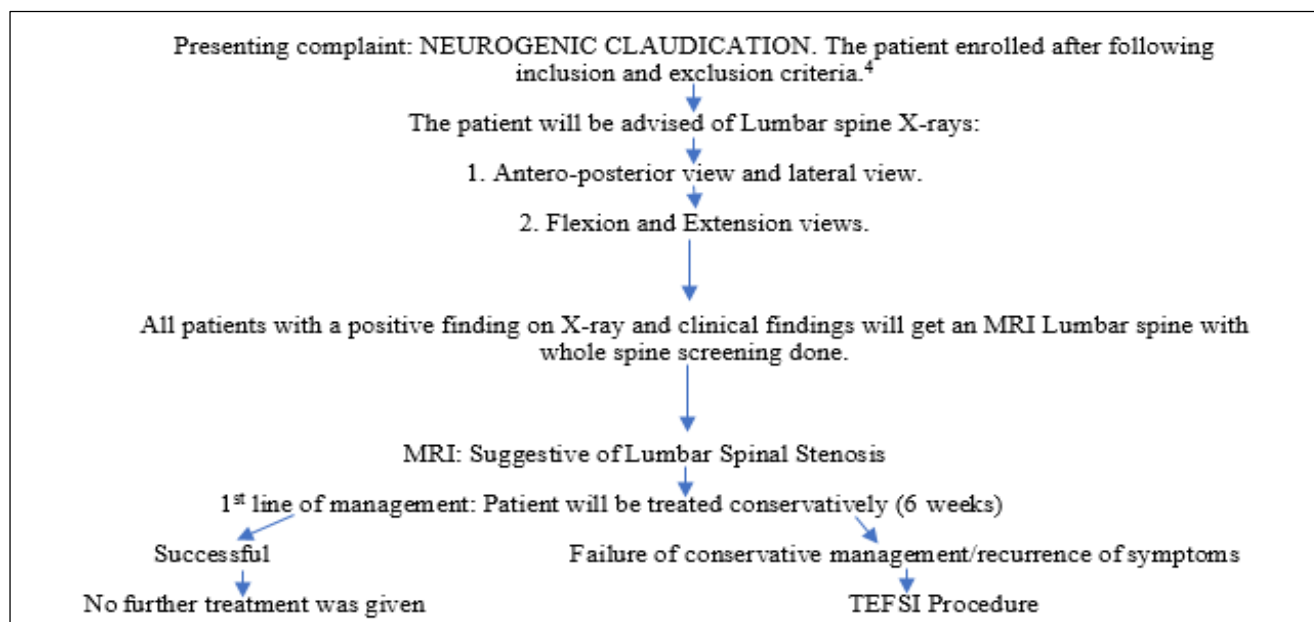 Presenting complaint: NEUROGENIC CLAUDICATION. The patient enrolled after following
inclusion and exclusion criteria.⁴
The patient will be advised of Lumbar spine X-rays:
1. Antero-posterior view and lateral view.
2. Flexion and Extension views.
All patients with a positive finding on X-ray and clinical findings will get an MRI Lumbar spine with
whole spine screening done.
MRI: Suggestive of Lumbar Spinal Stenosis
1st line of management: Patient will be treated conservatively (6 weeks)
Successful
Failure of conservative management/recurrence of symptoms
No further treatment was given
TEFSI Procedure